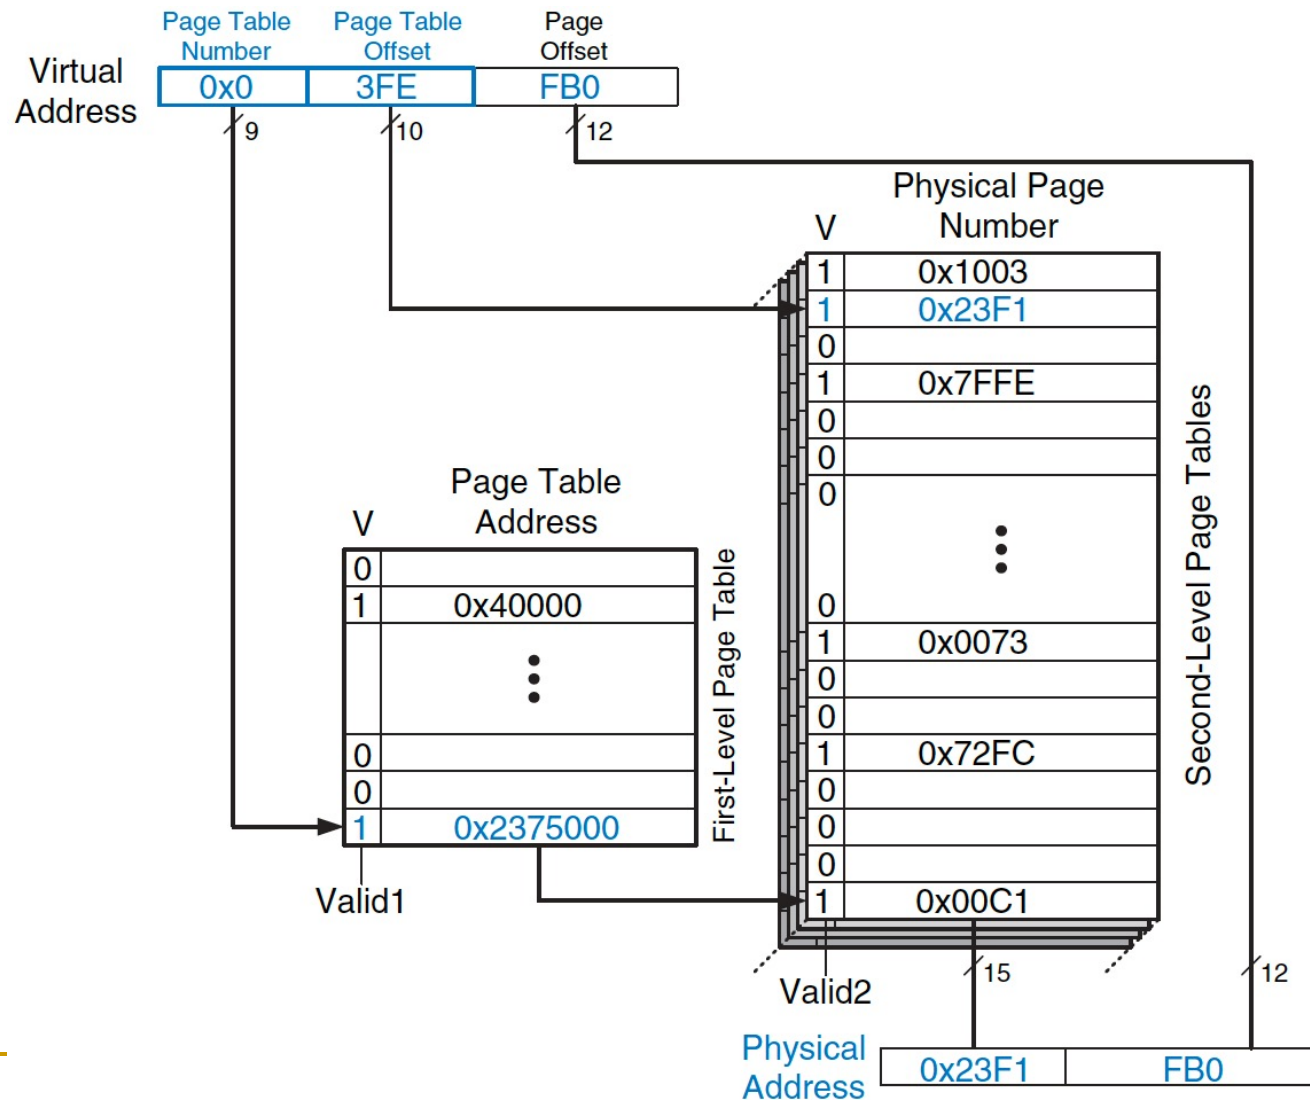 Page Table Number
Page Table Offset
Page Offset
Virtual Address
0x0
3FE
FB0
9
10
12
Physical Page Number
V
1 0x1003
1 0x23F1
0
1 0x7FFE
0
0
0
0
1 0x0073
0
0
1 0x72FC
0
0
0
1 0x00C1
Second-Level Page Tables
Page Table Address
V
0
1 0x40000
0
0
1 0x2375000
First-Level Page Table
Valid1
Valid2
15
12
Physical Address
0x23F1
FB0